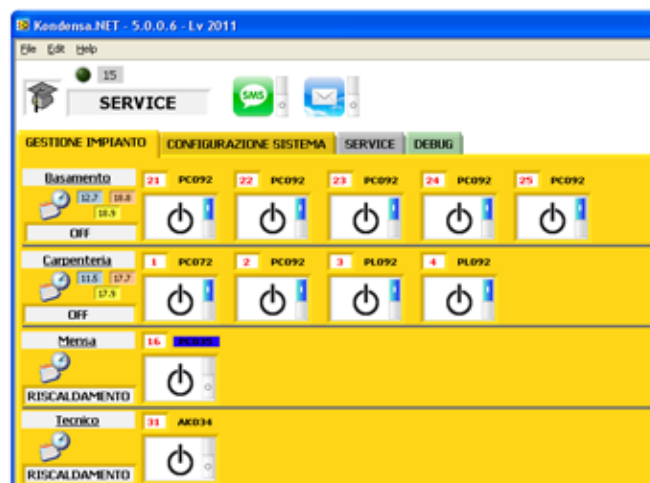 Kondensa.NET - 5.0.0.6 - Lv 2011
File Edit Help
15
SERVICE
SMS
GESTIONE IMPIANTO CONFIGURAZIONE SISTEMA SERVICE DEBUG
Basamento 21 PC092 22 PC092 23 PC092 24 PC092 25 PC092
12.7 18.8
18.9
OFF
Carpenteria 1 PC072 2 PC092 3 PL092 4 PL092
11.5 17.7
17.9
OFF
Mensa 16 PC035
RISCALDAMENTO
Tecnico 31 AK034
RISCALDAMENTO